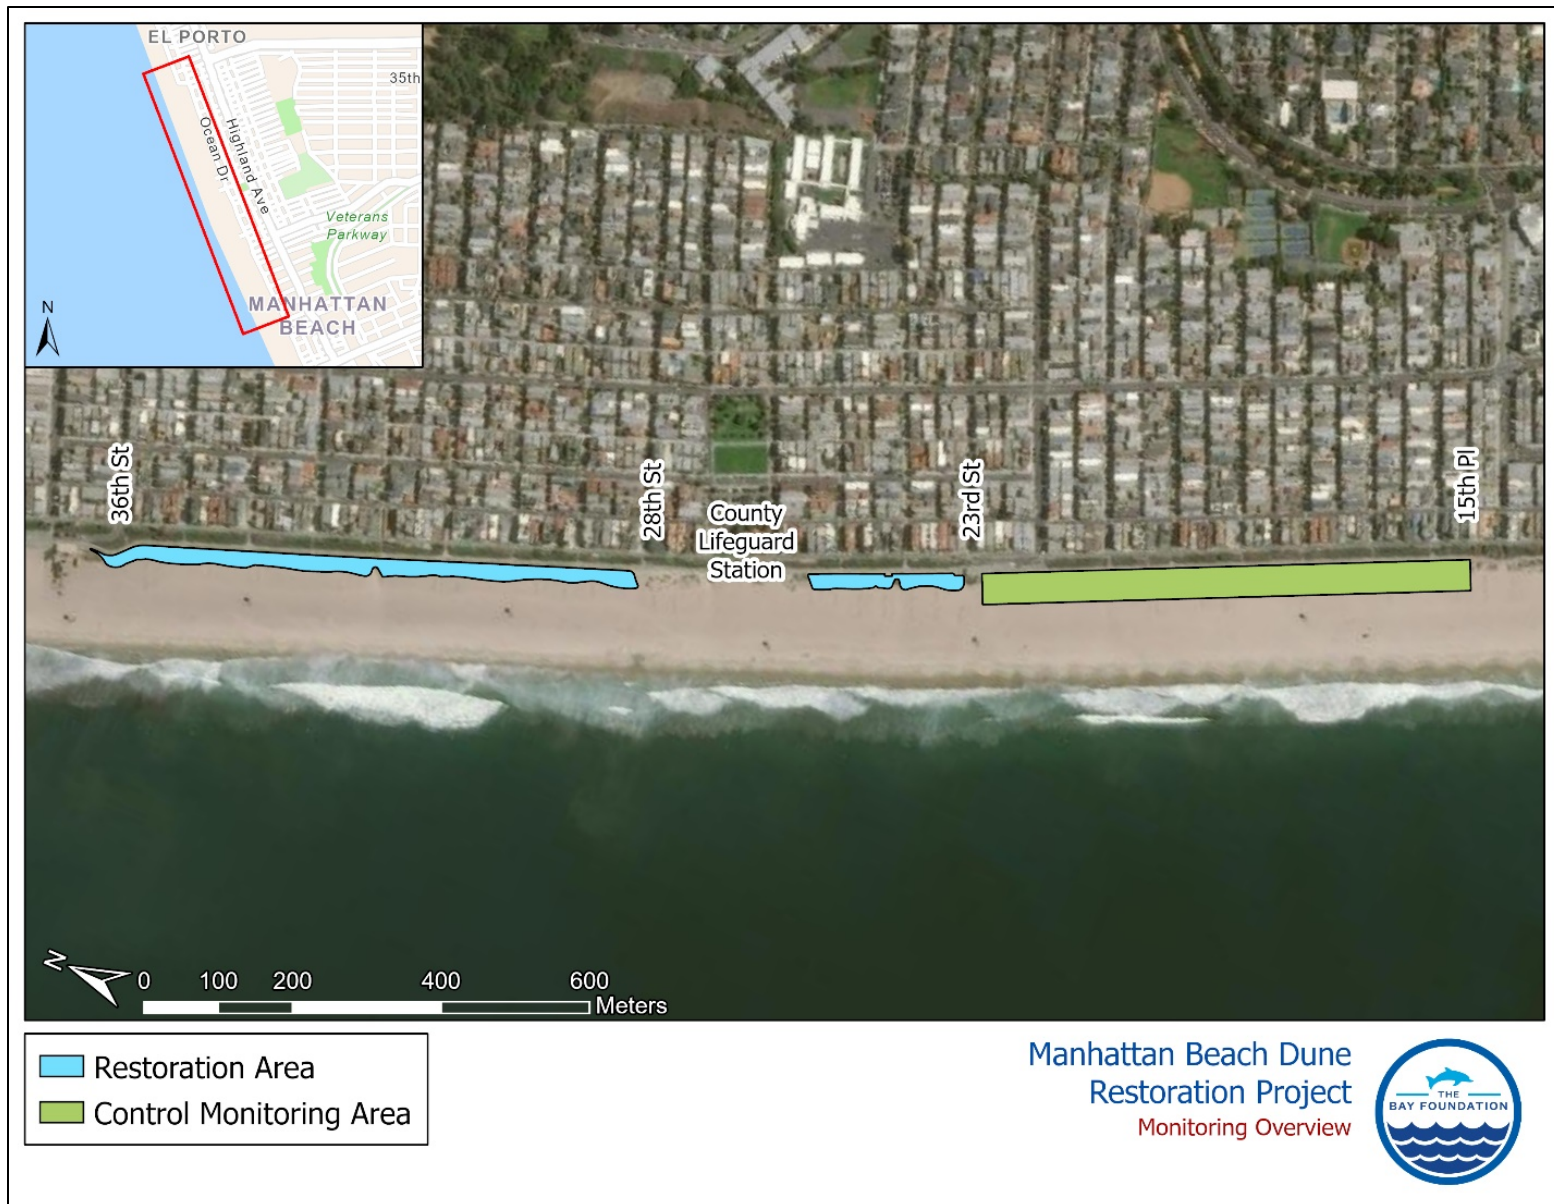 EL PORTO
35th
Highland Ave
Ocean Dr
Veterans
Parkway
MANHATTAN
BEACH
N
36th St
28th St
County
Lifeguard
Station
23rd St
15th Pl
N
0 100 200 400 600
Meters
Restoration Area
Control Monitoring Area
Manhattan Beach Dune
Restoration Project
Monitoring Overview
THE
BAY FOUNDATION